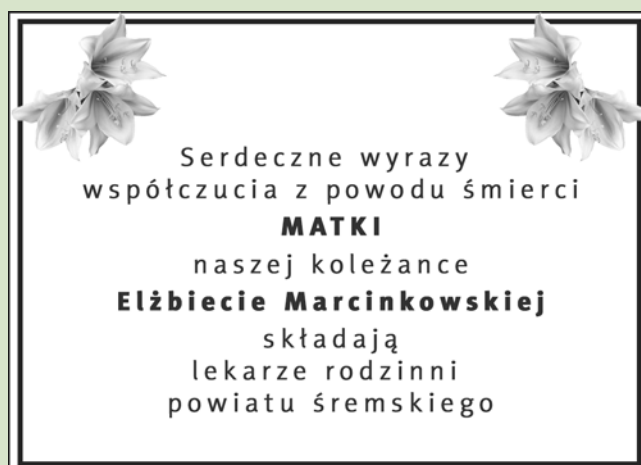 Serdeczne wyrazy
współczucia z powodu śmierci
MATKI
naszej koleżance
Elżbiecie Marcinkowskiej
składają
lekarze rodzinni
powiatu śremskiego